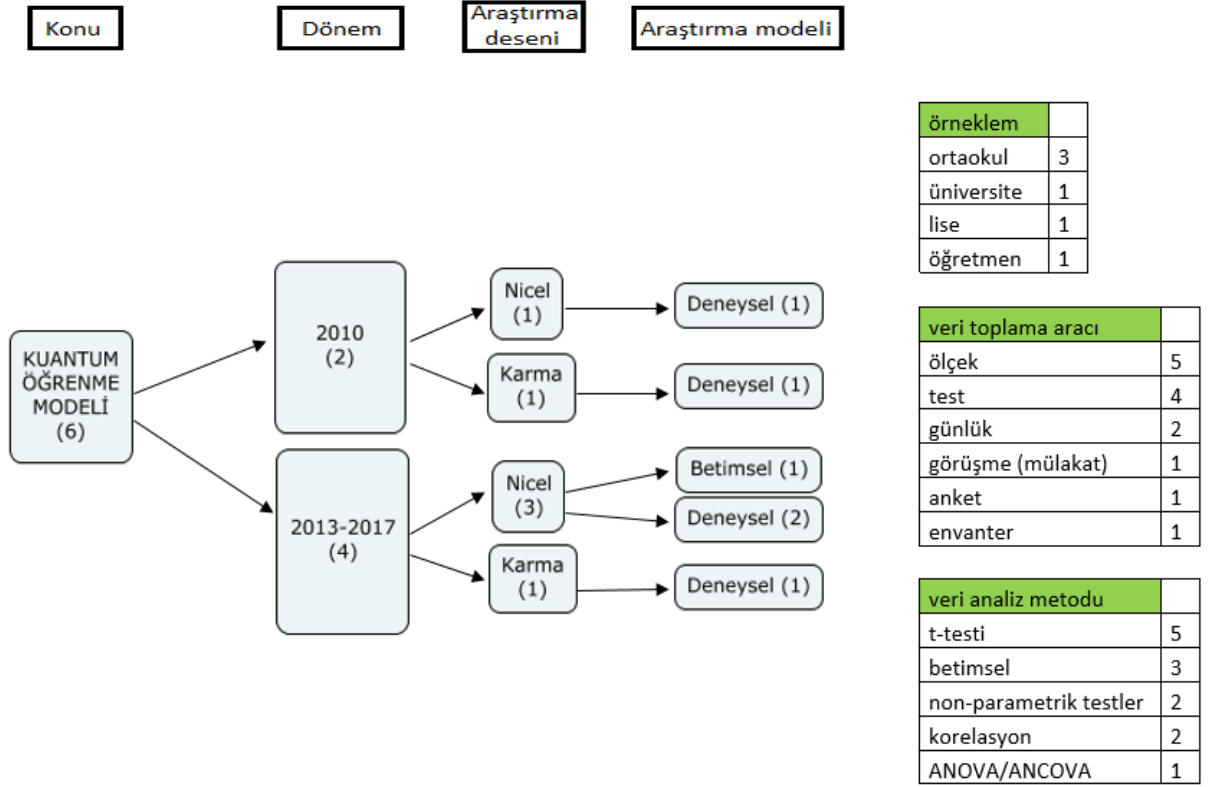 Konu
Dönem
Araştırma
deseni
Araştırma modeli
KUANTUM
ÖĞRENME
MODELİ
(6)
2010
(2)
Nicel
(1)
Deneysel (1)
Karma
(1)
Deneysel (1)
2013-2017
(4)
Nicel
(3)
Betimsel (1)
Deneysel (2)
Karma
(1)
Deneysel (1)
örneklem
ortaokul 3
üniversite 1
lise 1
öğretmen 1
veri toplama aracı
ölçek 5
test 4
günlük 2
görüşme (mülakat) 1
anket 1
envanter 1
veri analiz metodu
t-testi 5
betimsel 3
non-parametrik testler 2
korelasyon 2
ANOVA/ANCOVA 1